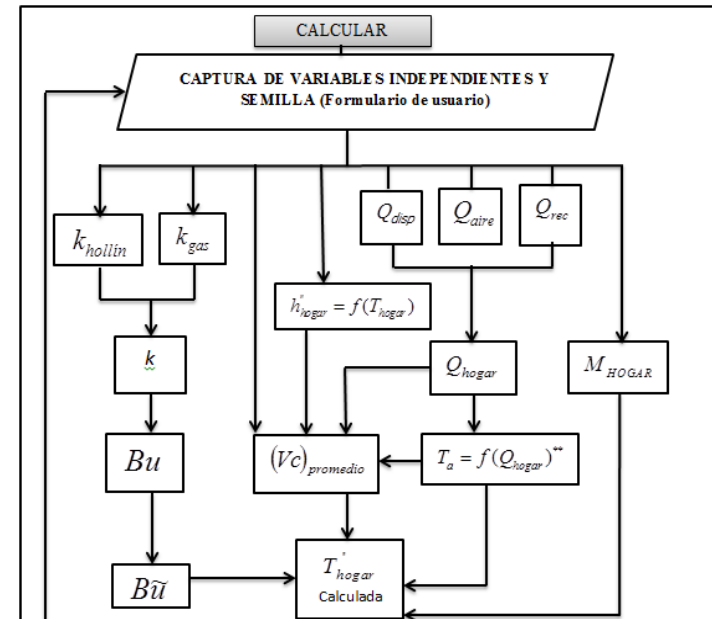 CALCULAR
CAPTURA DE VARIABLES INDEPENDIENTES Y
SEMILLA (Formulario de usuario)
k_hollín
k_gas
Q_disp
Q_aire
Q_rec
h°_hogar = f(T_hogar)
k
Q_hogar
M_HOGAR
Bu
(Vc)_promedio
T_a = f(Q_hogar)**
Bũ
T°_hogar
Calculada